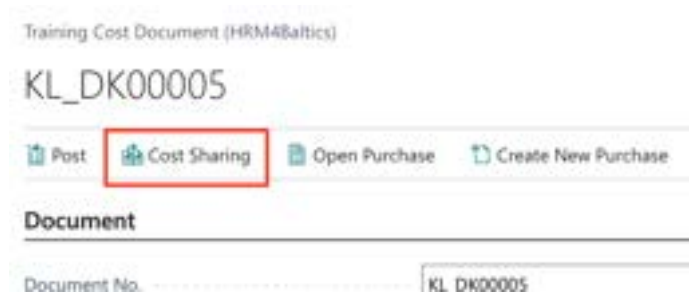 Training Cost Document (HRM4Baltics)
KL_DK00005
Post Cost Sharing Open Purchase Create New Purchase
Document
Document No. KL_DK00005